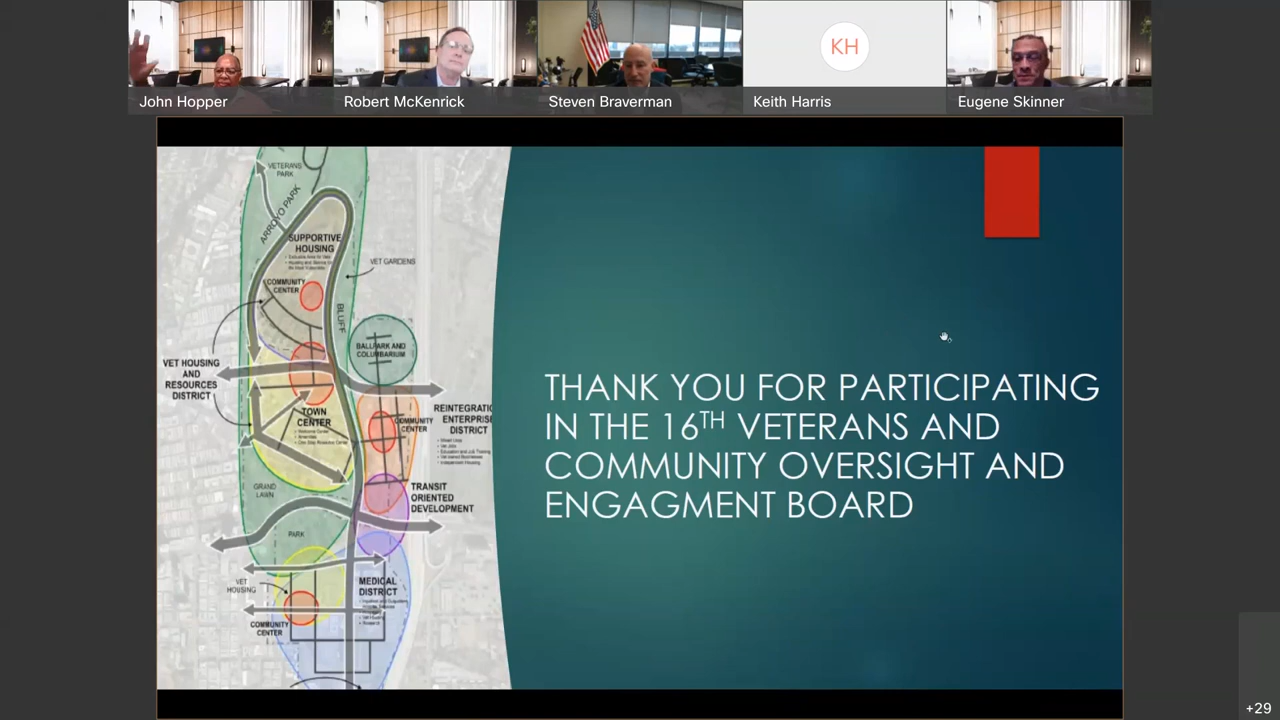 John Hopper
Robert McKenrick
Steven Braverman
KH
Keith Harris
Eugene Skinner
VETERANS
PARK
ARROYO PARK
SUPPORTIVE
HOUSING
VET GARDENS
COMMUNITY
CENTER
BLUFF
BALLPARK AND
COLUMBARIUM
VET HOUSING
AND
RESOURCES
DISTRICT
TOWN
CENTER
REINTEGRATIO
ENTERPRIS
DISTRICT
COMMUNITY
CENTER
GRAND
LAWN
TRANSIT
ORIENTED
DEVELOPMENT
PARK
VET
HOUSING
MEDICAL
DISTRICT
COMMUNITY
CENTER
THANK YOU FOR PARTICIPATING
IN THE 16TH VETERANS AND
COMMUNITY OVERSIGHT AND
ENGAGMENT BOARD
+29